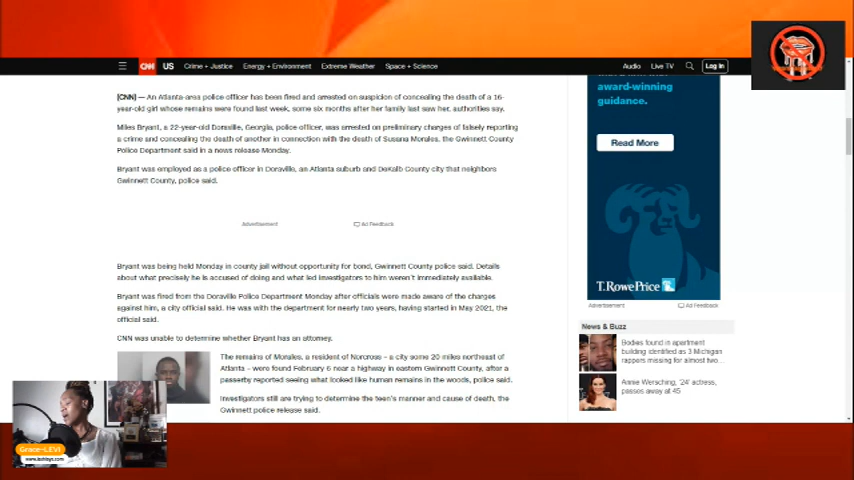 CNN US Crime + Justice Energy + Environment Extreme Weather Space + Science Audio Live TV Log In
[CNN] — An Atlanta-area police officer has been fired and arrested on suspicion of concealing the death of a 16-
year-old girl whose remains were found last week, some six months after her family last saw her, authorities say.
Miles Bryant, a 22-year-old Doraville, Georgia, police officer, was arrested on preliminary charges of falsely reporting
a crime and concealing the death of another in connection with the death of Susana Morales, the Gwinnett County
Police Department said in a news release Monday.
Bryant was employed as a police officer in Doraville, an Atlanta suburb and DeKalb County city that neighbors
Gwinnett County, police said.
Advertisement Ad Feedback
Bryant was being held Monday in county jail without opportunity for bond, Gwinnett County police said. Details
about what precisely he is accused of doing and what led investigators to him weren't immediately available.
Bryant was fired from the Doraville Police Department Monday after officials were made aware of the charges
against him, a city official said. He was with the department for nearly two years, having started in May 2021, the
official said.
CNN was unable to determine whether Bryant has an attorney.
The remains of Morales, a resident of Norcross – a city some 20 miles northeast of
Atlanta – were found February 6 near a highway in eastern Gwinnett County, after a
passerby reported seeing what looked like human remains in the woods, police said.
Investigators still are trying to determine the teen's manner and cause of death, the
Gwinnett police release said.
award-winning
guidance.
Read More
T.RowePrice
Advertisement Ad Feedback
News & Buzz
Bodies found in apartment
building identified as 3 Michigan
rappers missing for almost two...
Annie Wersching, '24' actress,
passes away at 45
Grace-LEVI